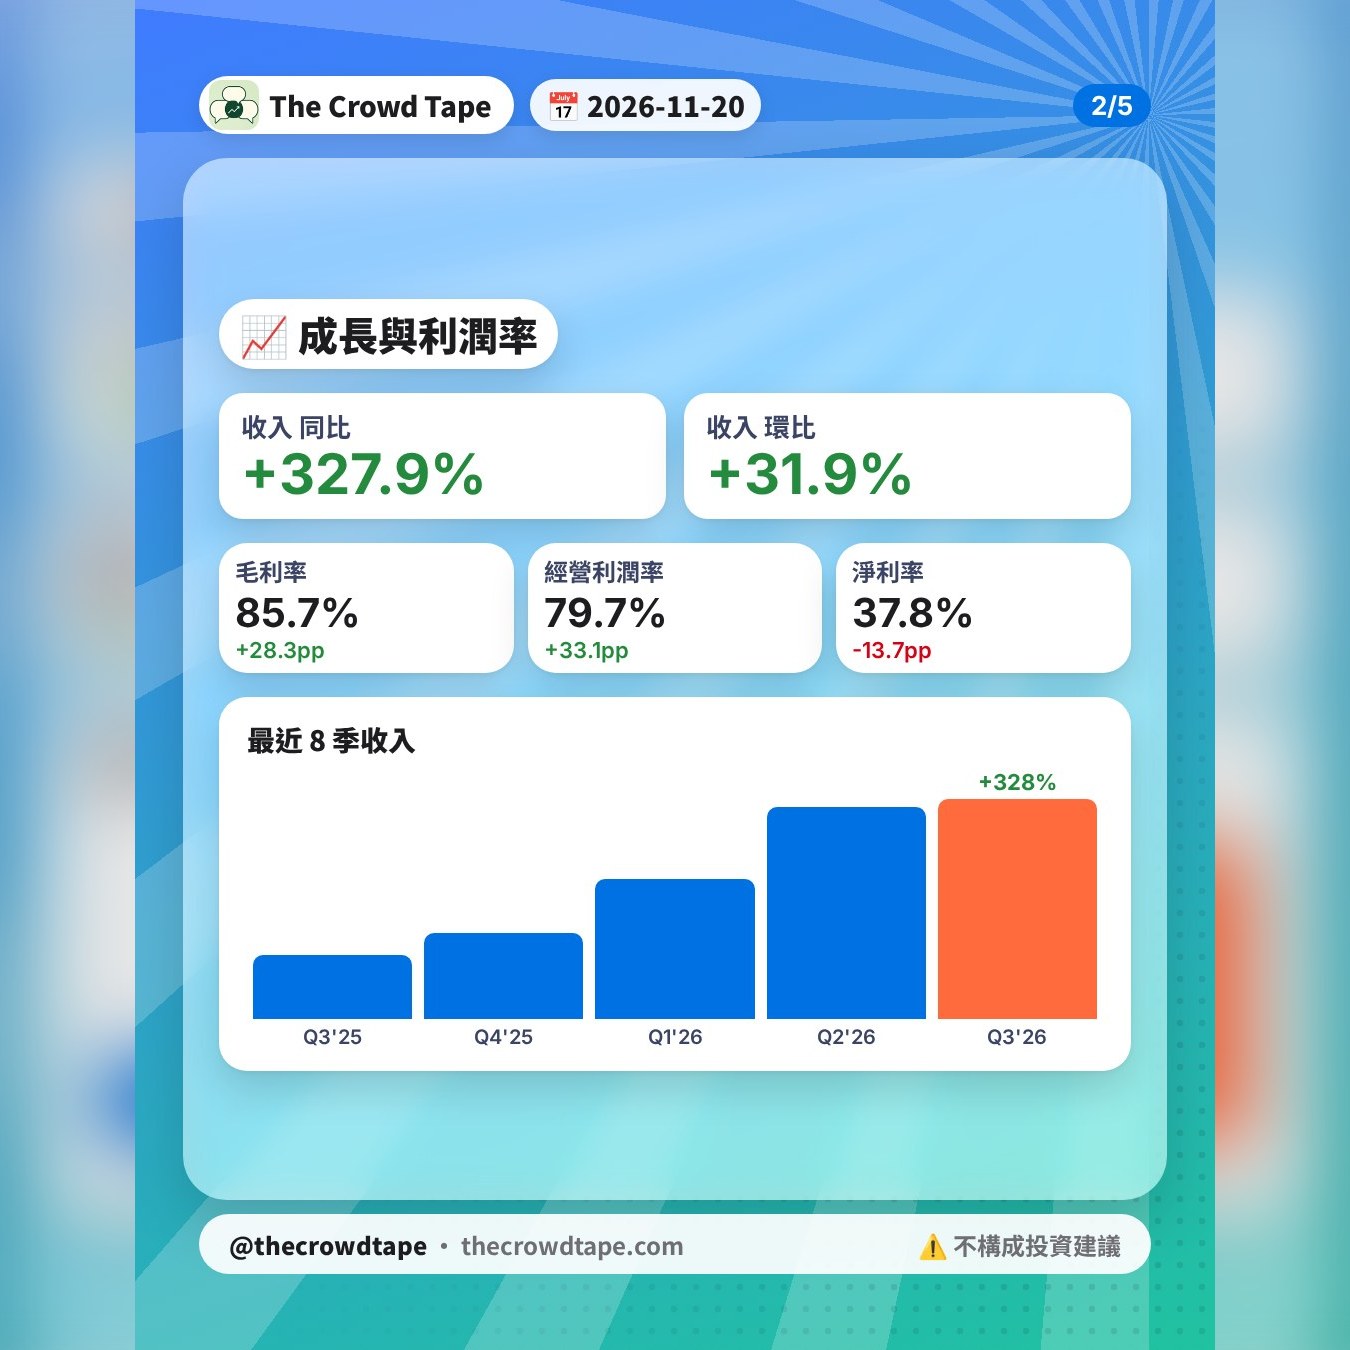 The Crowd Tape
July 17 2026-11-20
2/5
成長與利潤率
收入 同比
+327.9%
收入 環比
+31.9%
毛利率
85.7%
+28.3pp
經營利潤率
79.7%
+33.1pp
淨利率
37.8%
-13.7pp
最近 8 季收入
+328%
Q3'25 Q4'25 Q1'26 Q2'26 Q3'26
@thecrowdtape • thecrowdtape.com
⚠️ 不構成投資建議